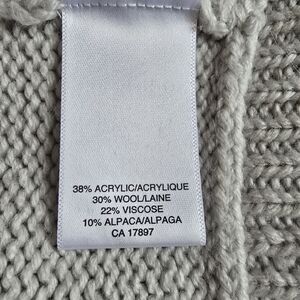 38% ACRYLIC/ACRYLIQUE
30% WOOL/LAINE
22% VISCOSE
10% ALPACA/ALPAGA
CA 17897